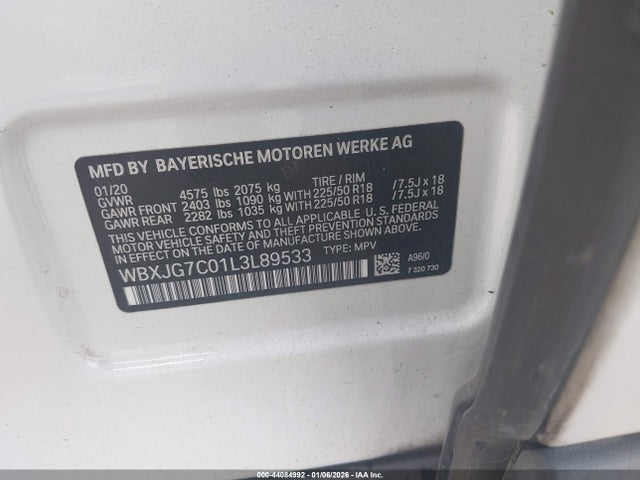 MFD BY BAYERISCHE MOTOREN WERKE AG
01/20 4575 lbs 2075 kg TIRE / RIM
GVWR
GAWR FRONT 2403 lbs 1090 kg WITH 225/50 R18 /7.5J x 18
GAWR REAR 2282 lbs 1035 kg WITH 225/50 R18 /7.5J x 18
THIS VEHICLE CONFORMS TO ALL APPLICABLE U. S. FEDERAL
MOTOR VEHICLE SAFETY STANDARDS
IN EFFECT ON THE DATE OF MANUFACTURE SHOWN ABOVE.
WBXJG7C01L3L89533 TYPE: MPV
A96/0
7 320 730
000-44084992 - 01/06/2026 - IAA Inc.